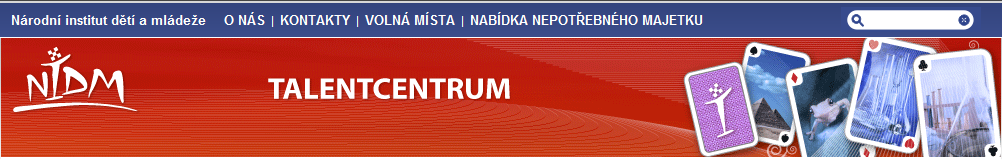 Národní institut dětí a mládeže O NÁS | KONTAKTY | VOLNÁ MÍSTA | NABÍDKA NEPOTŘEBNÉHO MAJETKU
NIDM
TALENTCENTRUM